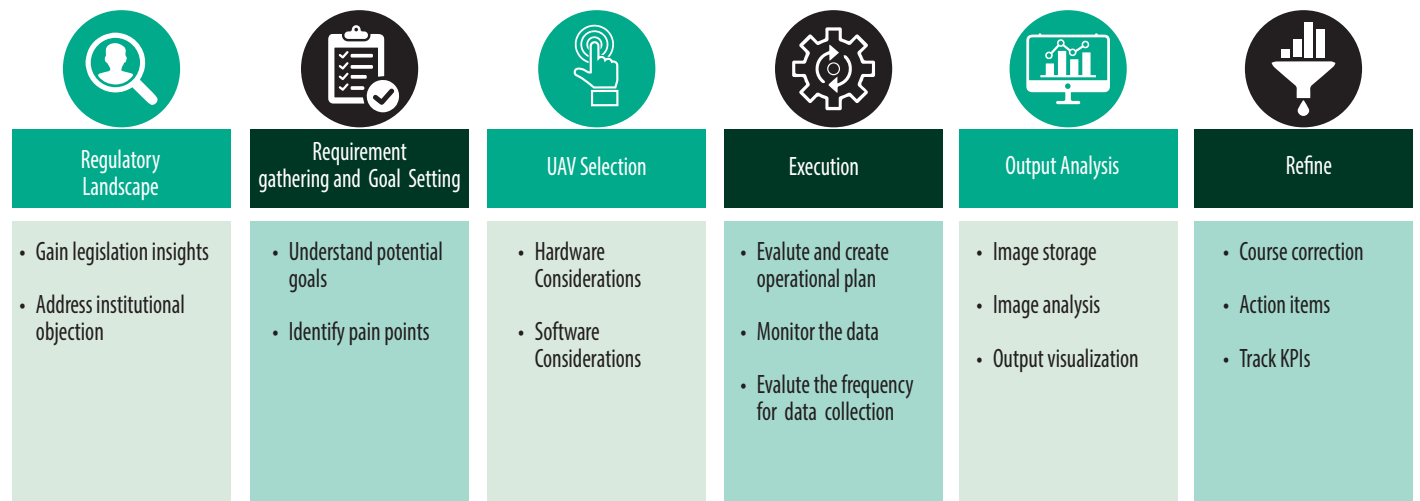 Regulatory
Landscape
• Gain legislation insights
• Address institutional
objection
Requirement
gathering and Goal Setting
• Understand potential
goals
• Identify pain points
UAV Selection
• Hardware
Considerations
• Software
Considerations
Execution
• Evalute and create
operational plan
• Monitor the data
• Evalute the frequency
for data collection
Output Analysis
• Image storage
• Image analysis
• Output visualization
Refine
• Course correction
• Action items
• Track KPIs